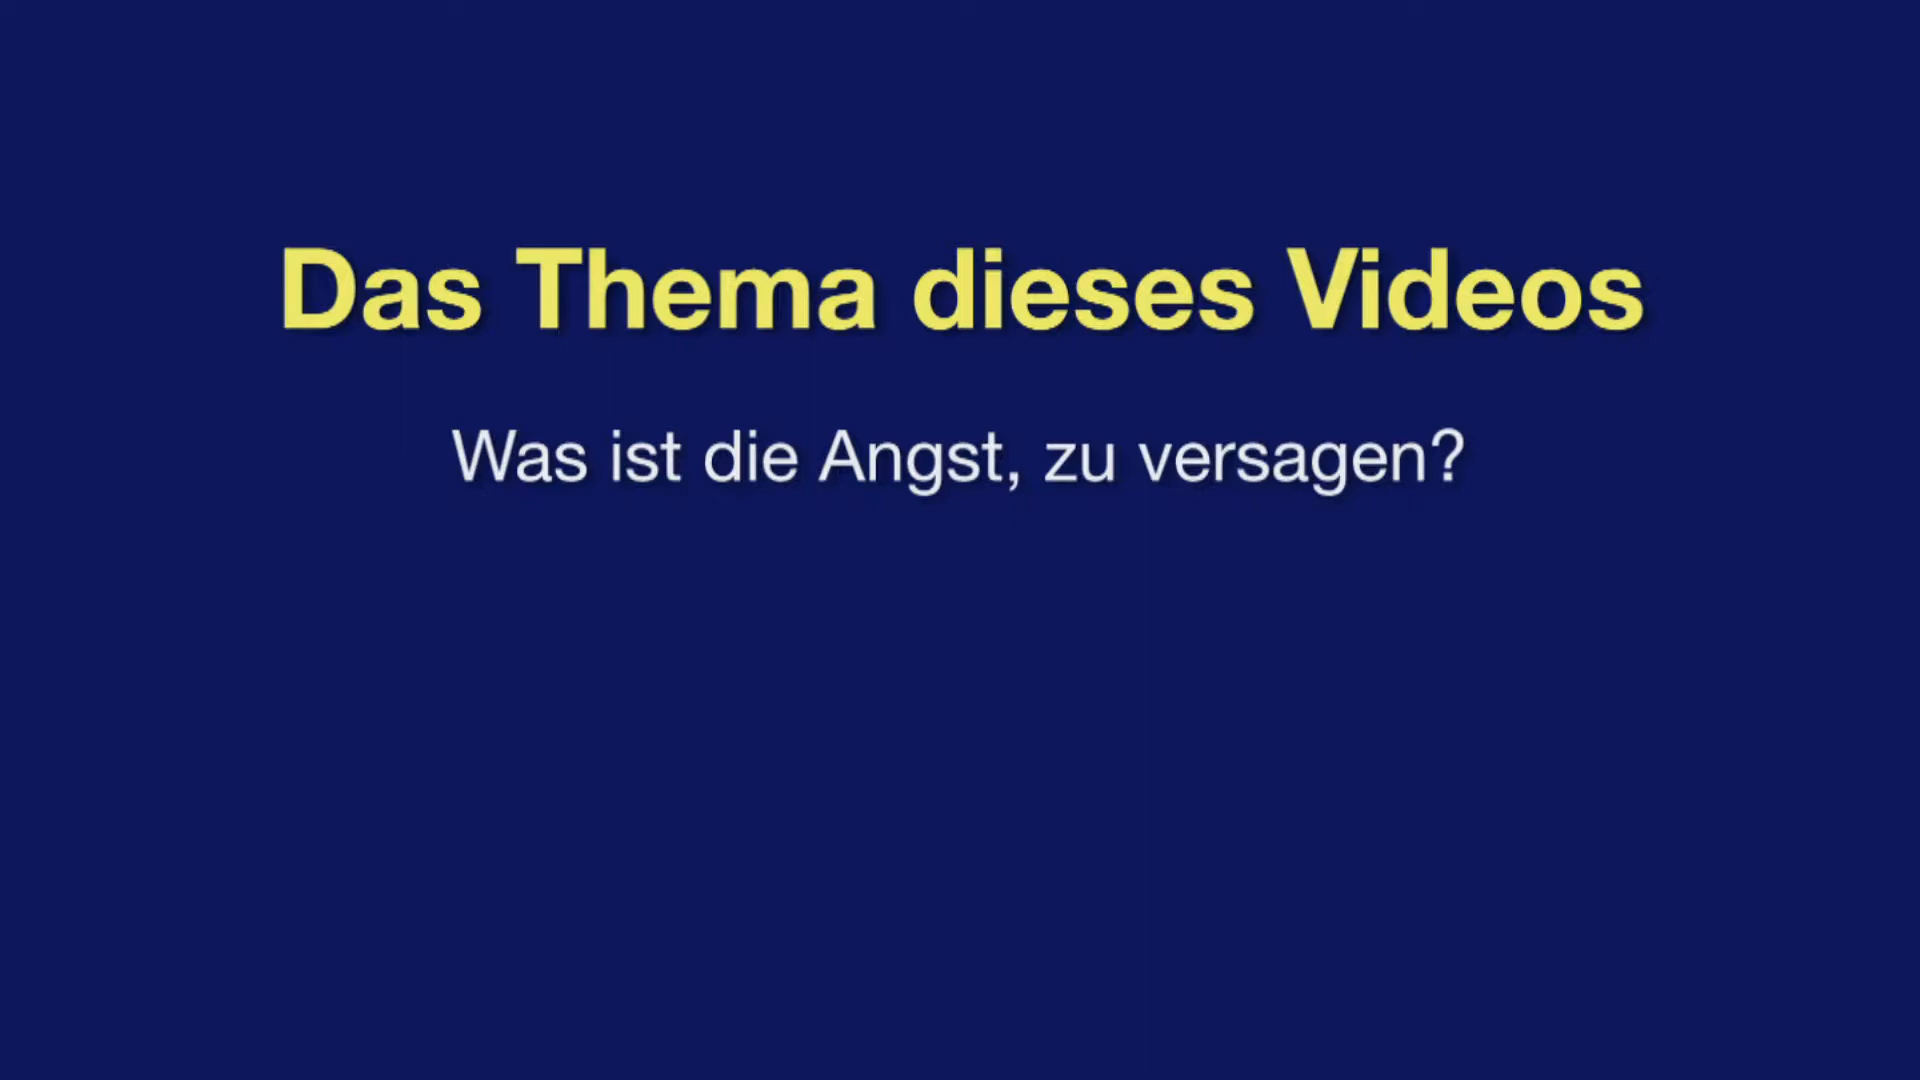 Das Thema dieses Videos
Was ist die Angst, zu versagen?